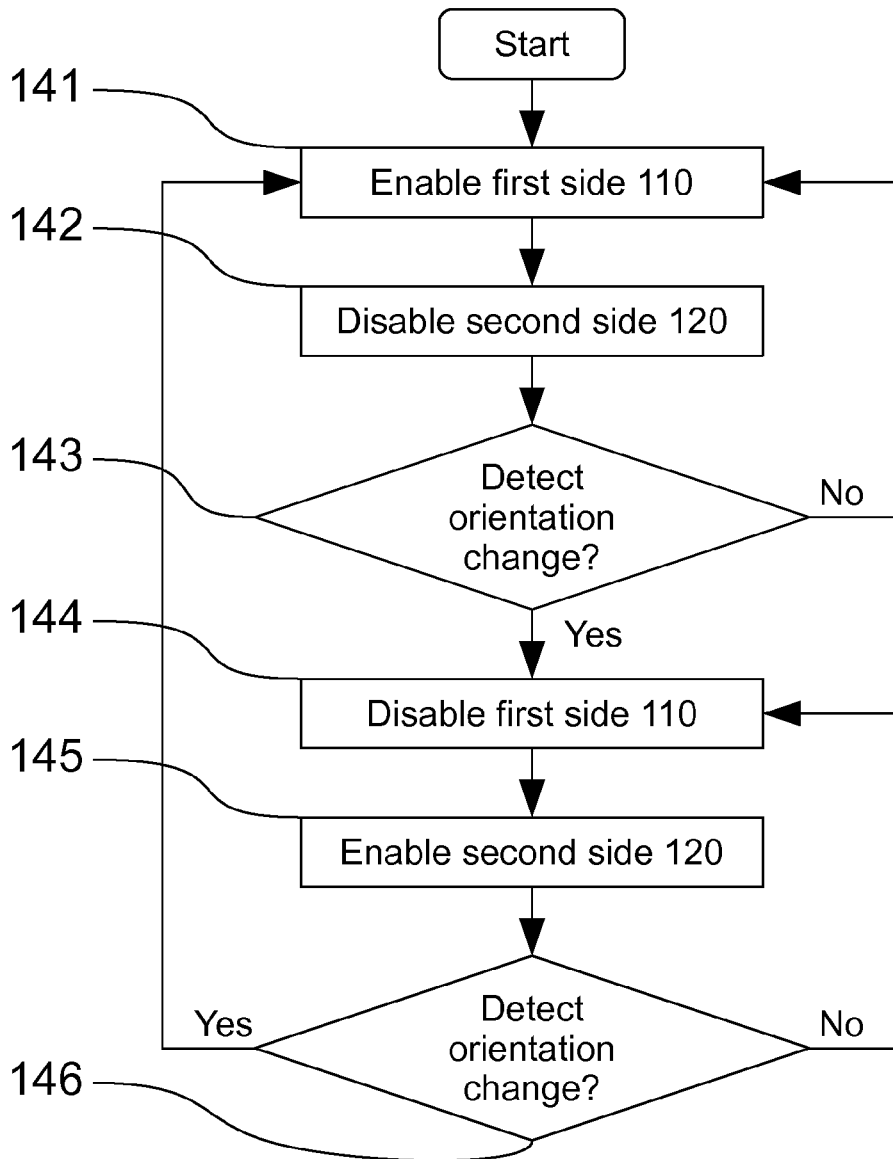 Start
141
Enable first side 110
142
Disable second side 120
143
Detect
orientation
change?
No
Yes
144
Disable first side 110
145
Enable second side 120
Yes
Detect
orientation
change?
No
146